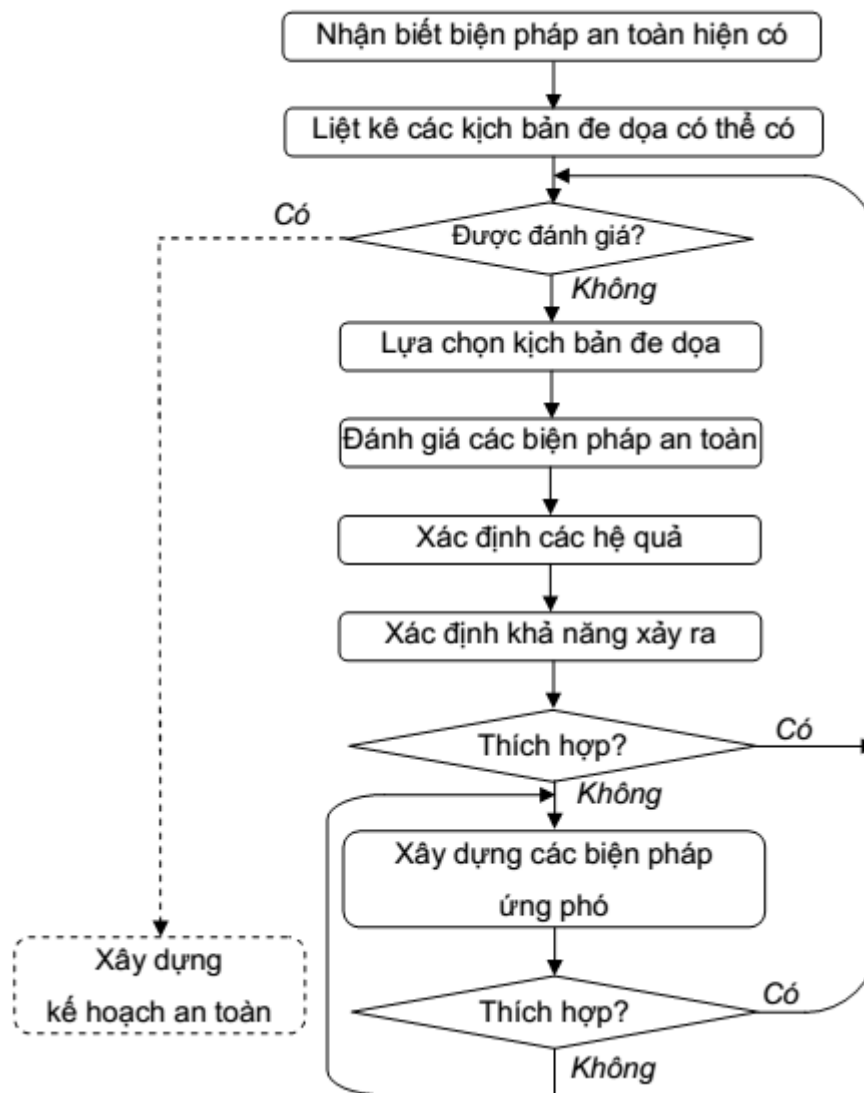 Nhận biết biện pháp an toàn hiện có
Liệt kê các kịch bản đe dọa có thể có
Có
Được đánh giá?
Không
Lựa chọn kịch bản đe dọa
Đánh giá các biện pháp an toàn
Xác định các hệ quả
Xác định khả năng xảy ra
Thích hợp?
Có
Không
Xây dựng các biện pháp
ứng phó
Xây dựng
kế hoạch an toàn
Thích hợp?
Có
Không